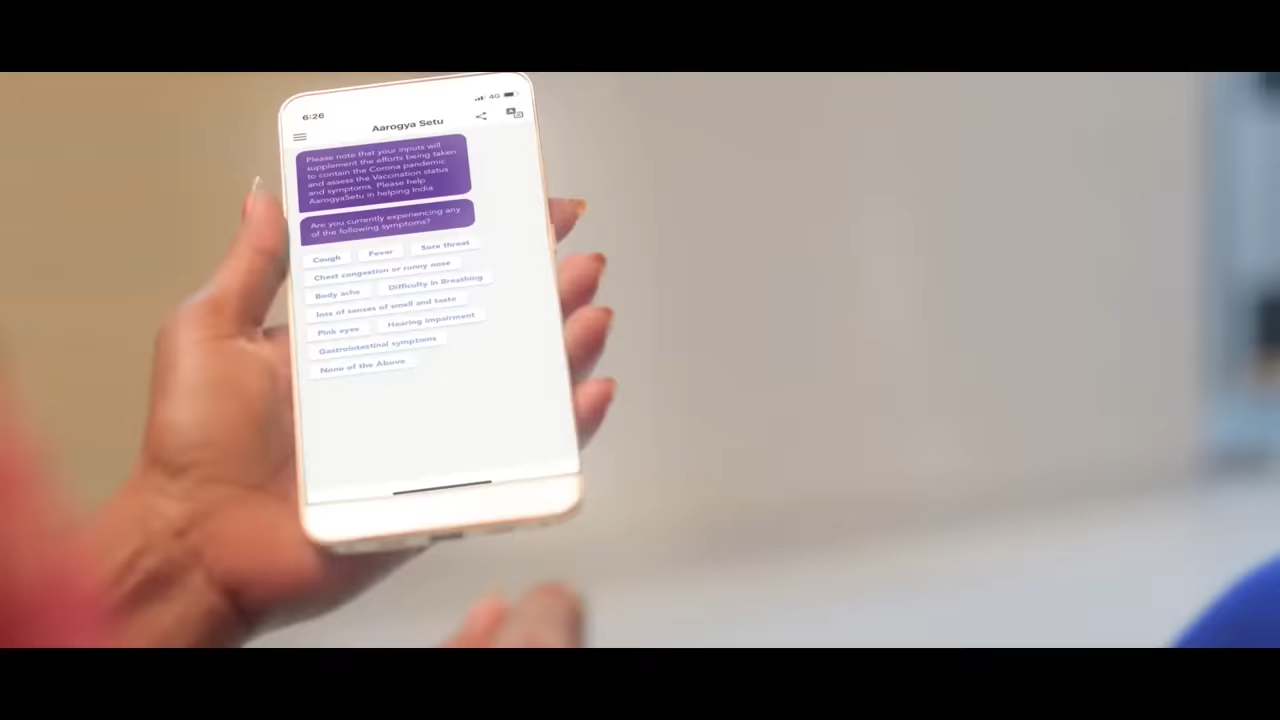 6:26
4G
Aarogya Setu
Please note that your inputs will
supplement the efforts being taken
to contain the Corona pandemic
and assess the Vaccination status
and symptoms. Please help
AarogyaSetu in helping India
Are you currently experiencing any
of the following symptoms?
Cough Fever Sore throat
Chest congestion or runny nose
Body ache Difficulty in Breathing
loss of senses of smell and taste
Pink eyes Hearing impairment
Gastrointestinal symptoms
None of the Above